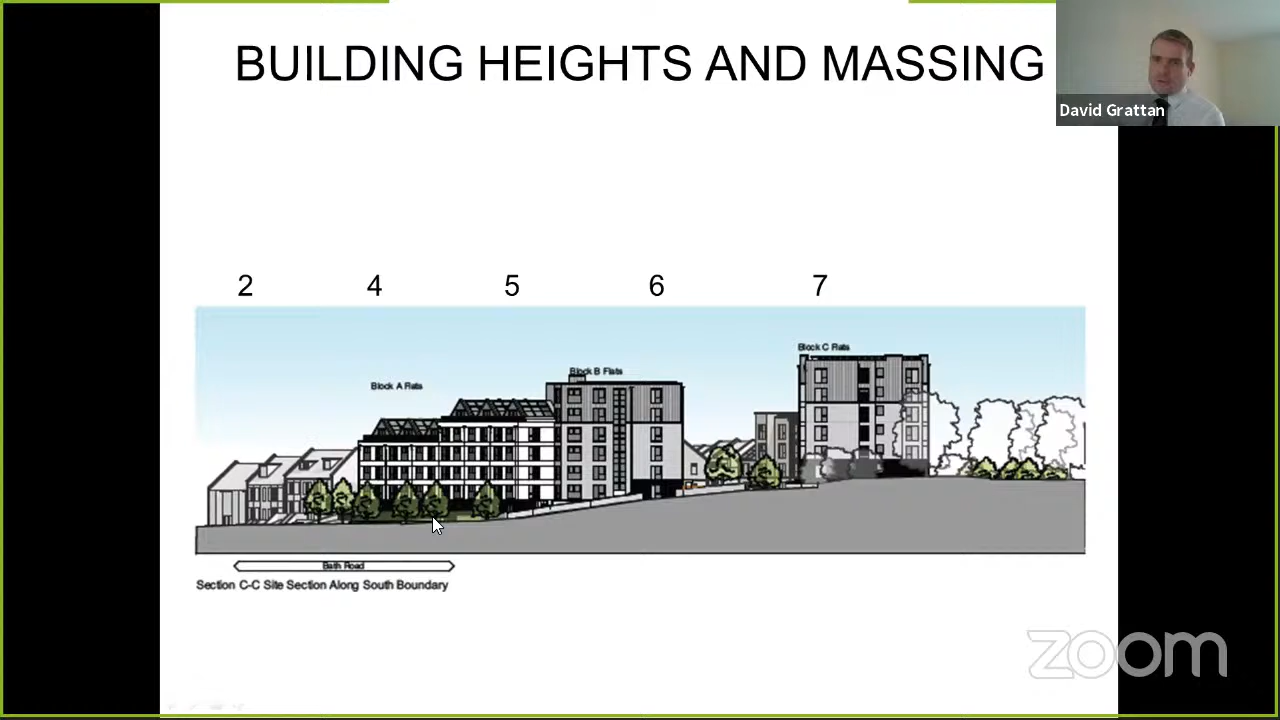 BUILDING HEIGHTS AND MASSING
David Grattan
2 4 5 6 7
Block C Flats
Block B Flats
Block A Flats
Bath Road
Section C-C Site Section Along South Boundary
zoom